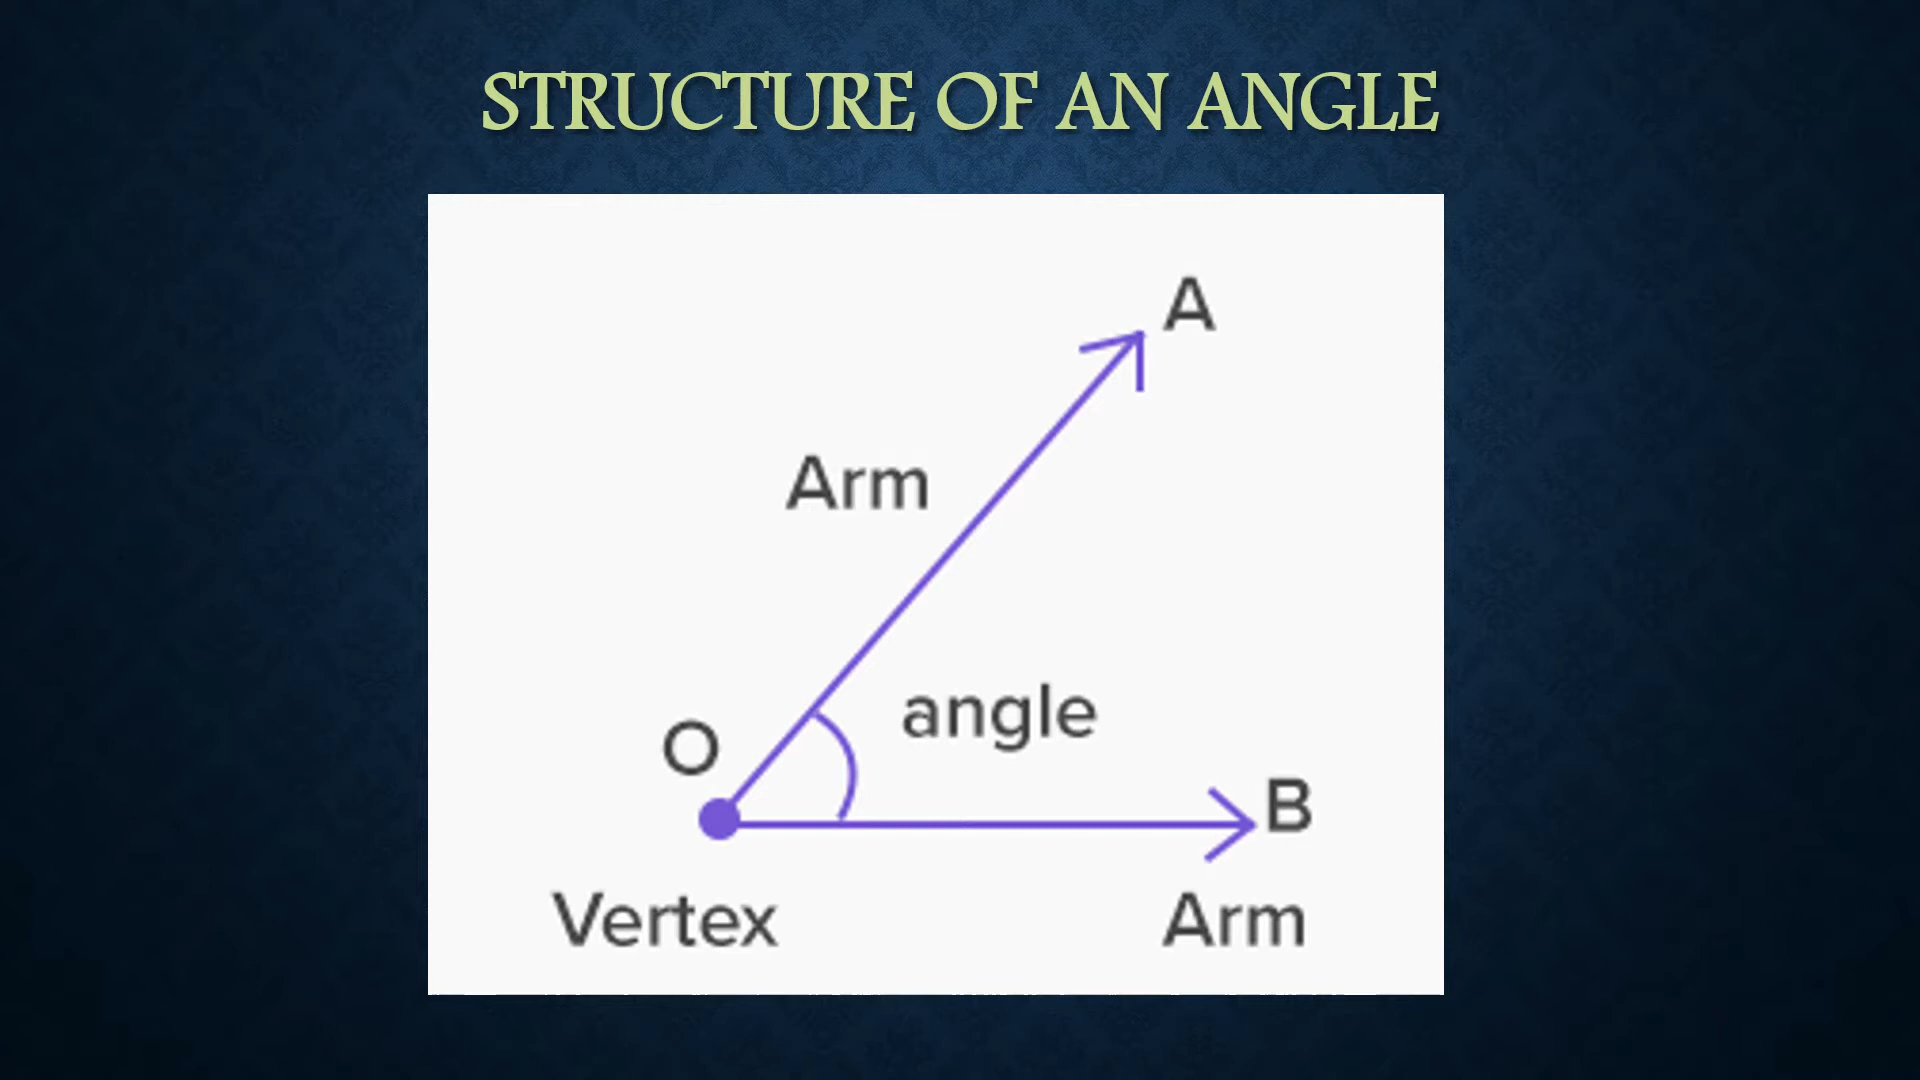 STRUCTURE OF AN ANGLE
A
Arm
angle
O
B
Vertex
Arm